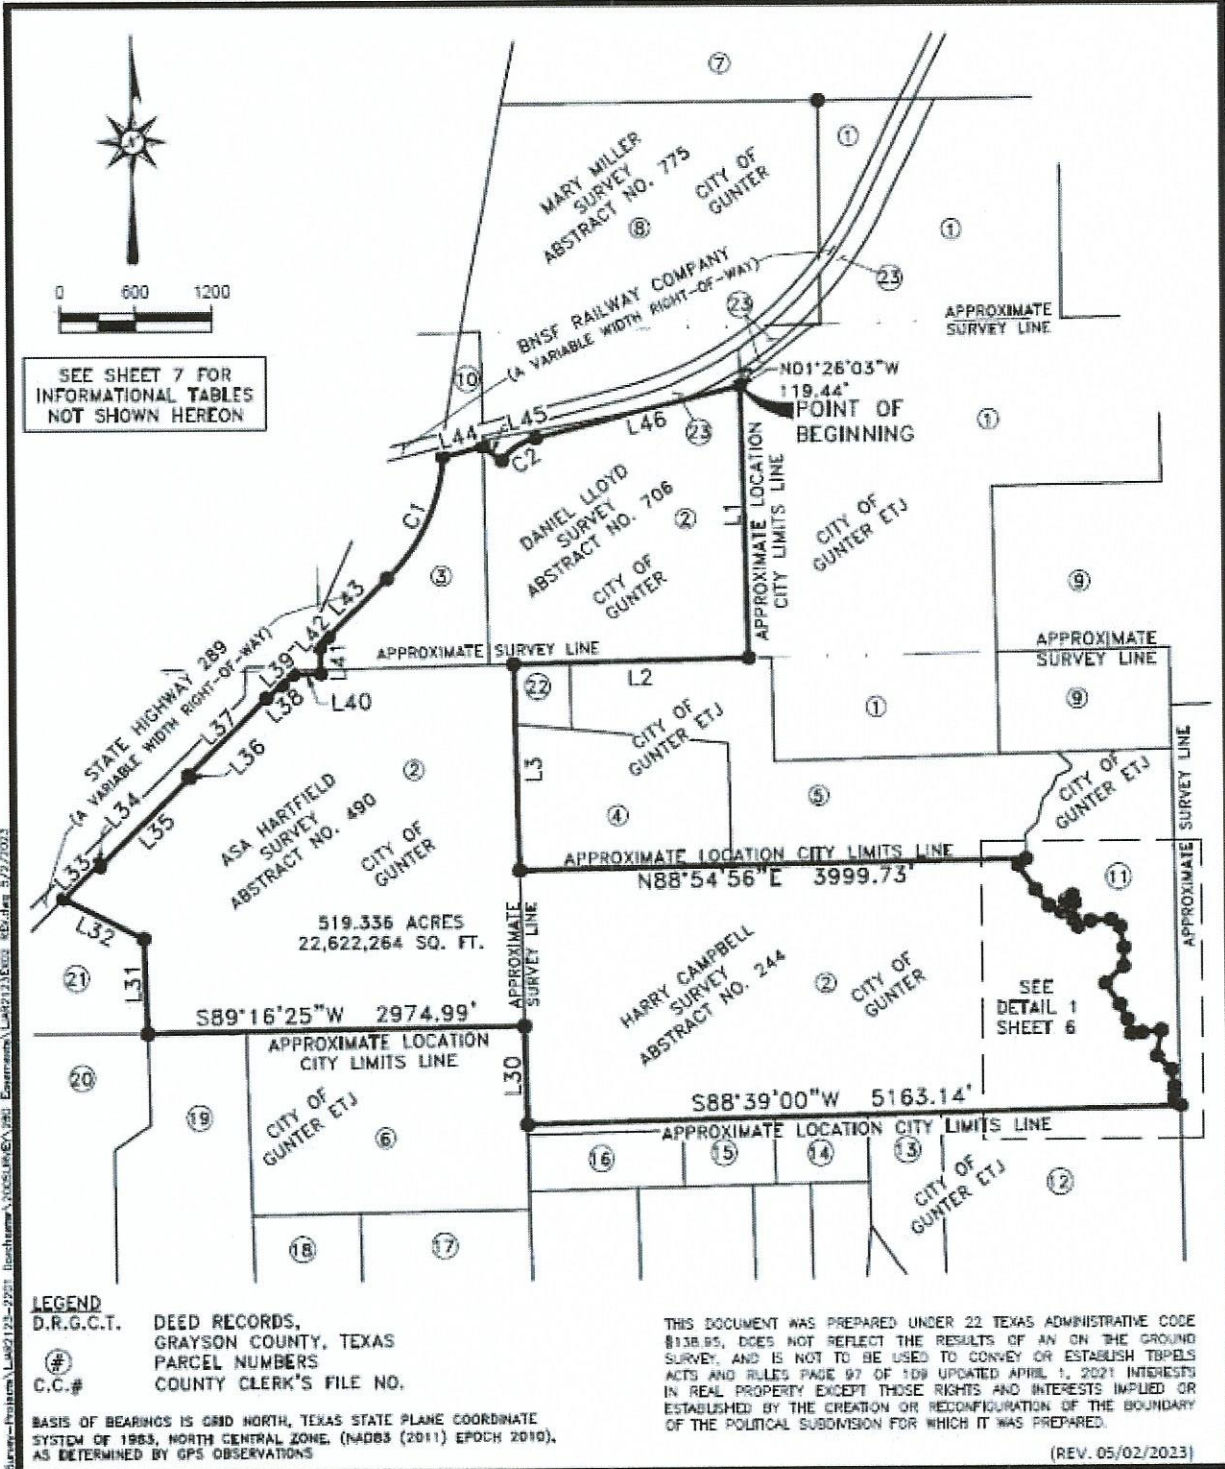 7
MARY MILLER
SURVEY
ABSTRACT NO. 775
CITY OF
GUNTER
8
1
1
0 600 1200
BNSF RAILWAY COMPANY
(A VARIABLE WIDTH RIGHT-OF-WAY)
23
23
APPROXIMATE
SURVEY LINE
SEE SHEET 7 FOR
INFORMATIONAL TABLES
NOT SHOWN HEREON
10
N01°26'03"W
119.44'
POINT OF
BEGINNING
L44
L45
L46
23
C2
1
C1
DANIEL LLOYD
SURVEY
ABSTRACT NO. 706
2
CITY OF
GUNTER
L1
APPROXIMATE LOCATION
CITY LIMITS LINE
CITY OF
GUNTER ETJ
3
9
L43
L42
L41
L39
L38
L40
APPROXIMATE SURVEY LINE
APPROXIMATE
SURVEY LINE
STATE HIGHWAY 289
(A VARIABLE WIDTH RIGHT-OF-WAY)
L37
L36
L35
L34
L33
L32
L31
22
L2
CITY OF
GUNTER ETJ
1
9
L3
4
5
CITY OF
GUNTER ETJ
APPROXIMATE SURVEY LINE
ASA HARTFIELD
SURVEY
ABSTRACT NO. 490
2
CITY OF
GUNTER
APPROXIMATE LOCATION CITY LIMITS LINE
N88°54'56"E 3999.73'
11
519.336 ACRES
22,622,264 SQ. FT.
APPROXIMATE
SURVEY LINE
21
HARRY CAMPBELL
SURVEY
ABSTRACT NO. 244
2
CITY OF
GUNTER
SEE
DETAIL 1
SHEET 6
S89°16'25"W 2974.99'
APPROXIMATE LOCATION
CITY LIMITS LINE
L30
20
19
CITY OF
GUNTER ETJ
6
S88°39'00"W 5163.14'
APPROXIMATE LOCATION CITY LIMITS LINE
16
15
14
13
12
CITY OF
GUNTER ETJ
18
17
LEGEND
D.R.G.C.T. DEED RECORDS,
GRAYSON COUNTY, TEXAS
# PARCEL NUMBERS
C.C.# COUNTY CLERK'S FILE NO.
BASIS OF BEARINGS IS GRID NORTH, TEXAS STATE PLANE COORDINATE
SYSTEM OF 1983, NORTH CENTRAL ZONE, (NAD83 (2011) EPOCH 2010),
AS DETERMINED BY GPS OBSERVATIONS
THIS DOCUMENT WAS PREPARED UNDER 22 TEXAS ADMINISTRATIVE CODE
§138.95, DOES NOT REFLECT THE RESULTS OF AN ON THE GROUND
SURVEY, AND IS NOT TO BE USED TO CONVEY OR ESTABLISH TBPELS
ACTS AND RULES PAGE 97 OF 109 UPDATED APRIL 1, 2021 INTERESTS
IN REAL PROPERTY EXCEPT THOSE RIGHTS AND INTERESTS IMPLIED OR
ESTABLISHED BY THE CREATION OR RECONFIGURATION OF THE BOUNDARY
OF THE POLITICAL SUBDIVISION FOR WHICH IT WAS PREPARED.
(REV. 05/02/2023)